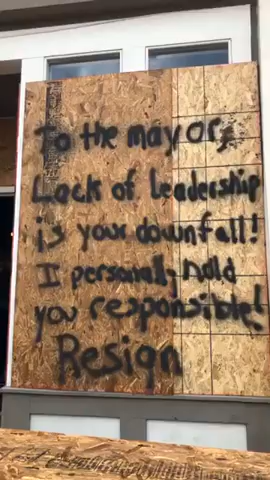 To the mayor,
Lack of Leadership
is your downfall!
I personally hold
you responsible!
Resign